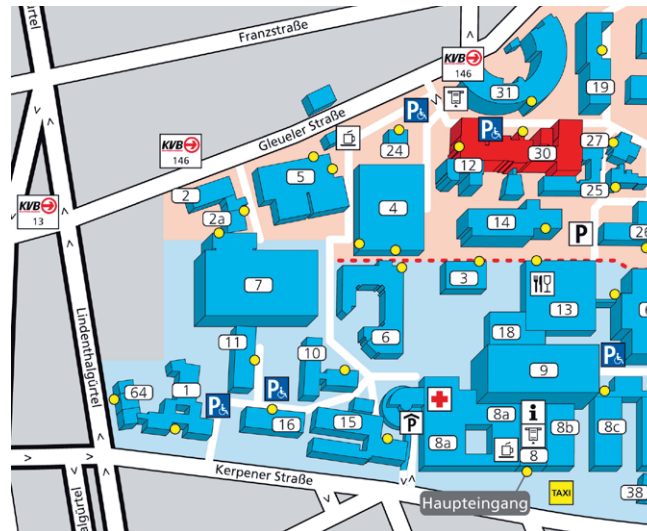 Franzstraße
KVB
146
31
19
Gleueler Straße
P
P
KVB
146
24
30
27
5
12
2
25
KVB
13
2a
4
14
P
26
7
3
13
18
11
10
6
P
9
Lindenthalgürtel
64
1
P
P
16
15
P
8a
8a
i
8b
8c
8
Kerpener Straße
Haupteingang
TAXI
38